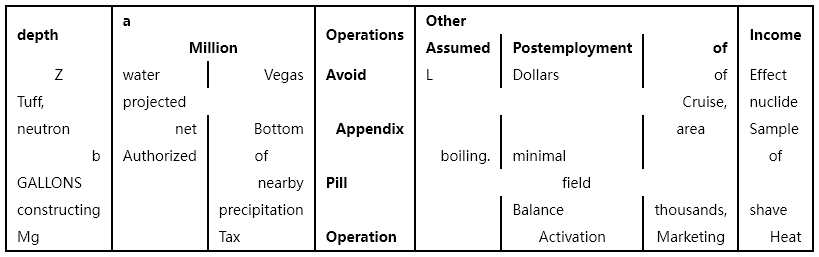 depth a Million Operations Other Income
Assumed Postemployment of
Z water Vegas Avoid L Dollars of Effect
Tuff, projected Cruise, nuclide
neutron net Bottom Appendix area Sample
b Authorized of boiling. minimal of
GALLONS nearby Pill field
constructing precipitation Balance thousands, shave
Mg Tax Operation Activation Marketing Heat